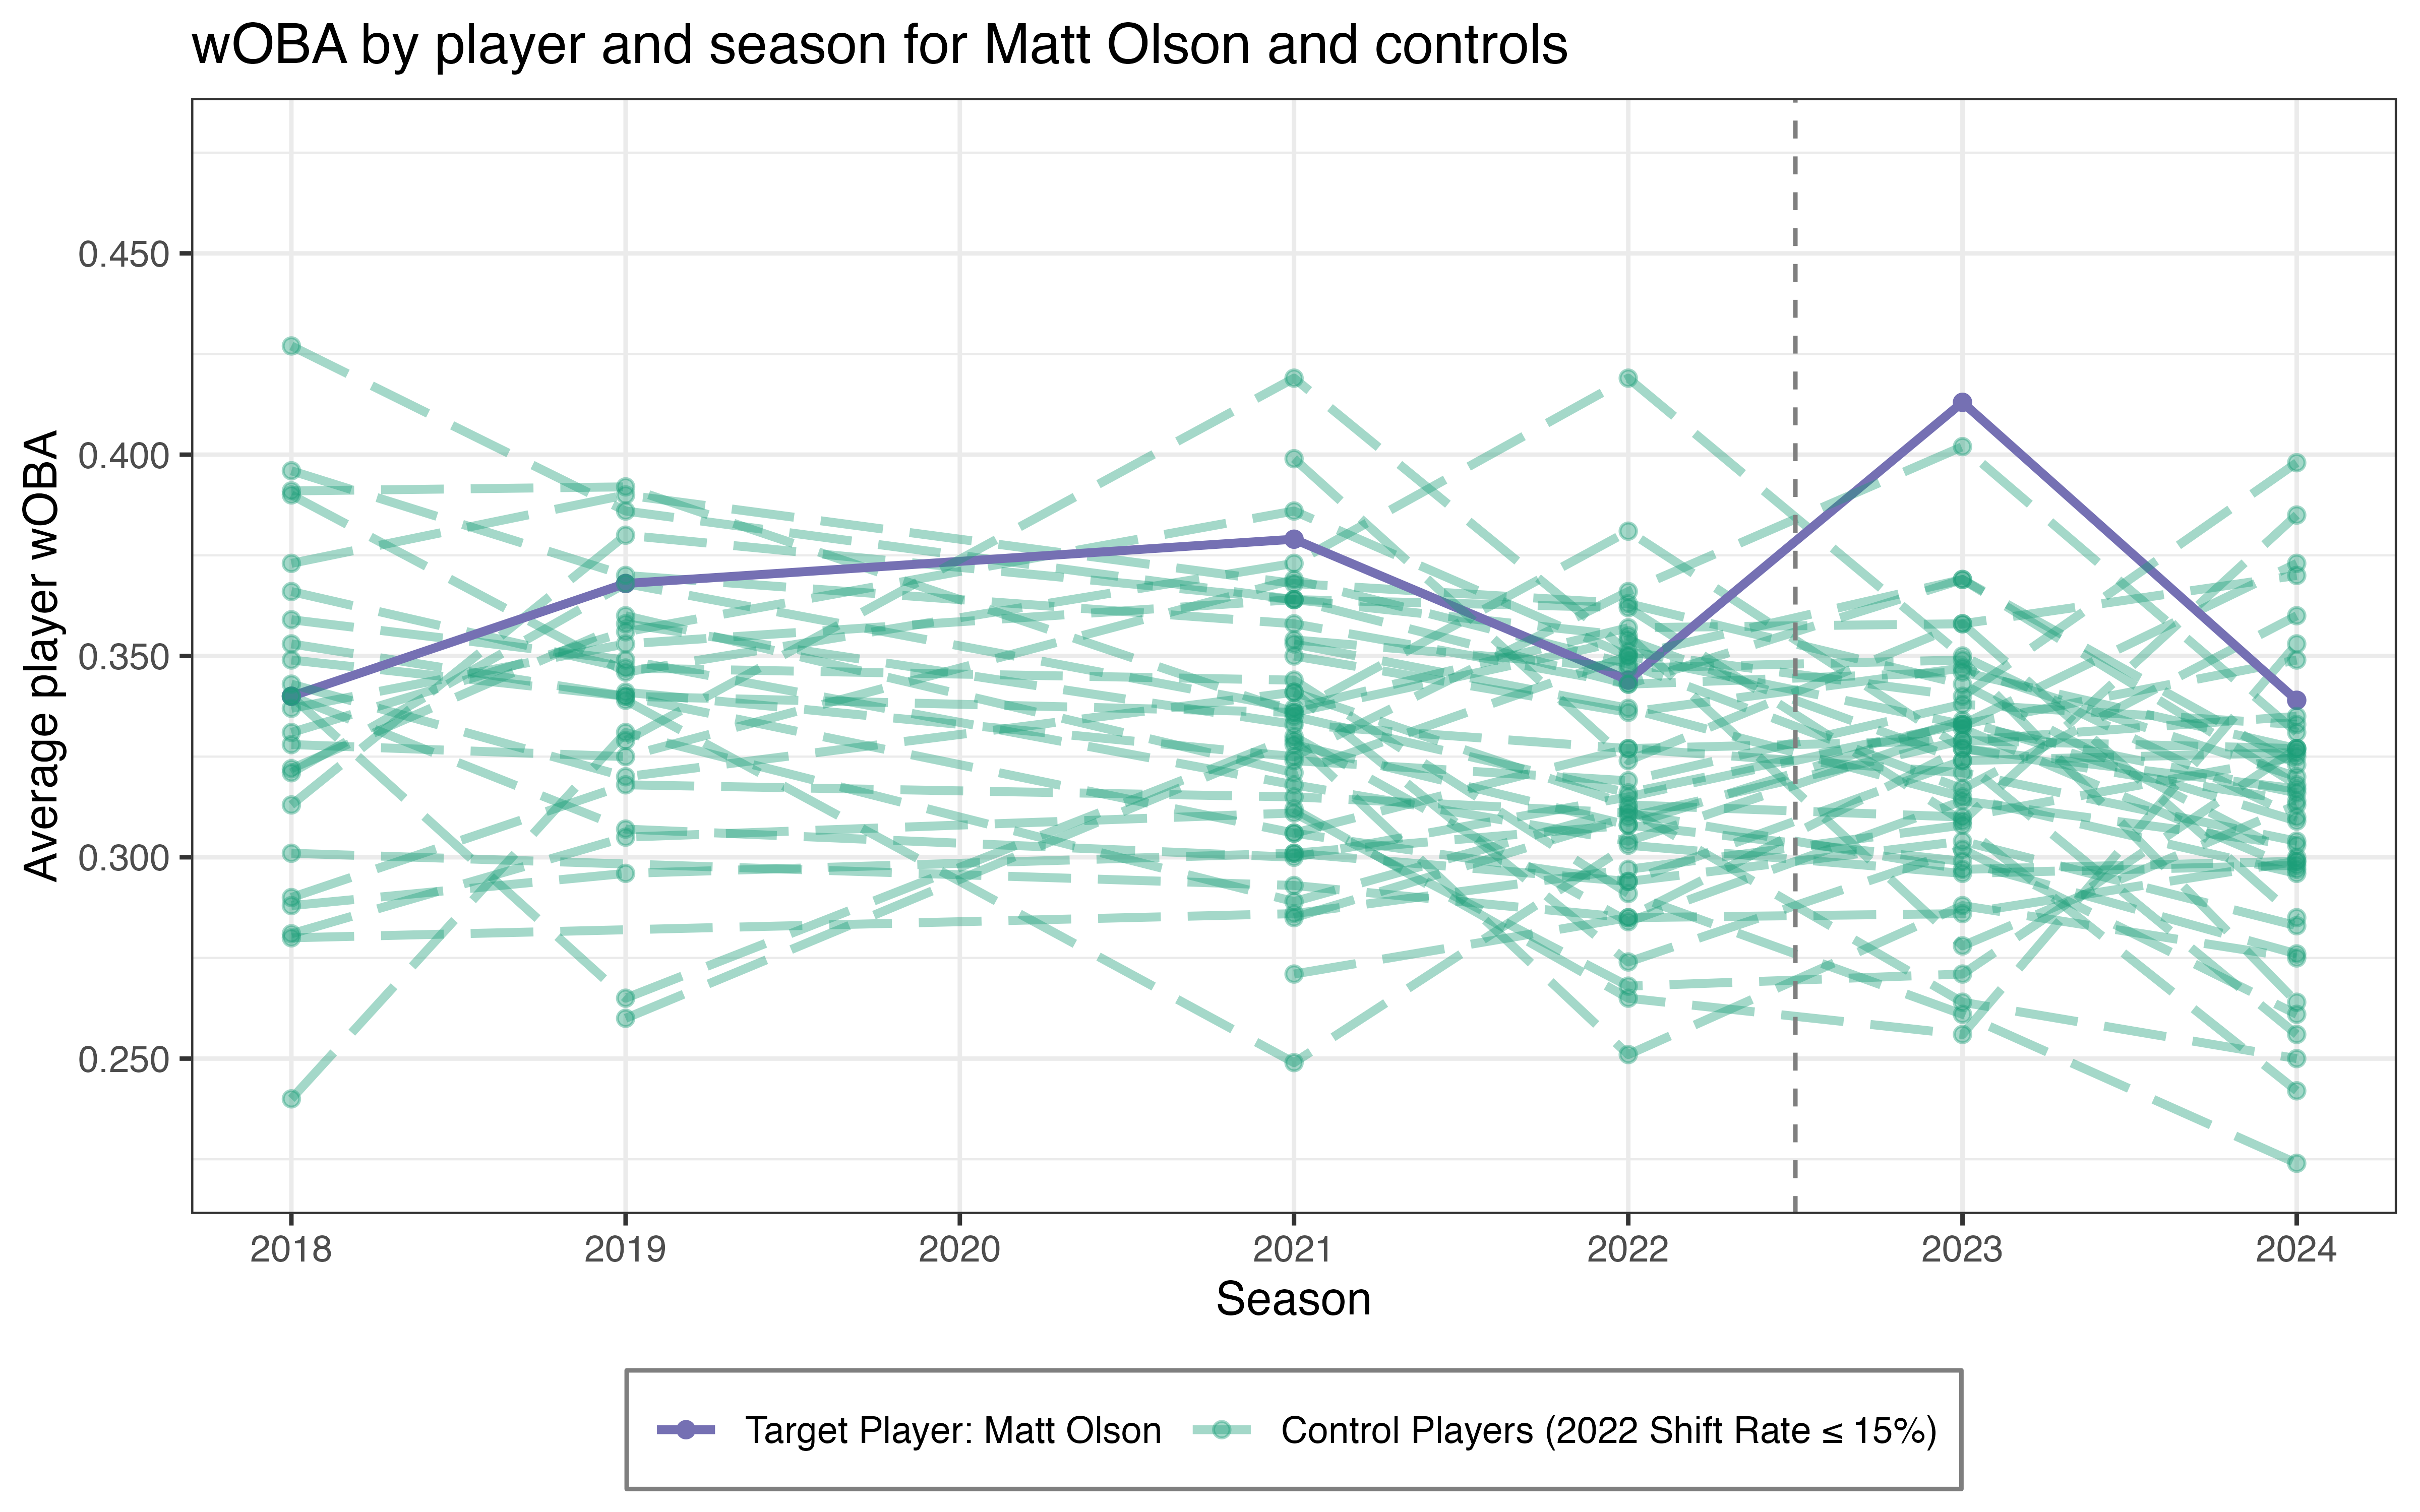 wOBA by player and season for Matt Olson and controls
Average player wOBA
0.450
0.400
0.350
0.300
0.250
2018 2019 2020 2021 2022 2023 2024
Season
Target Player: Matt Olson Control Players (2022 Shift Rate ≤ 15%)